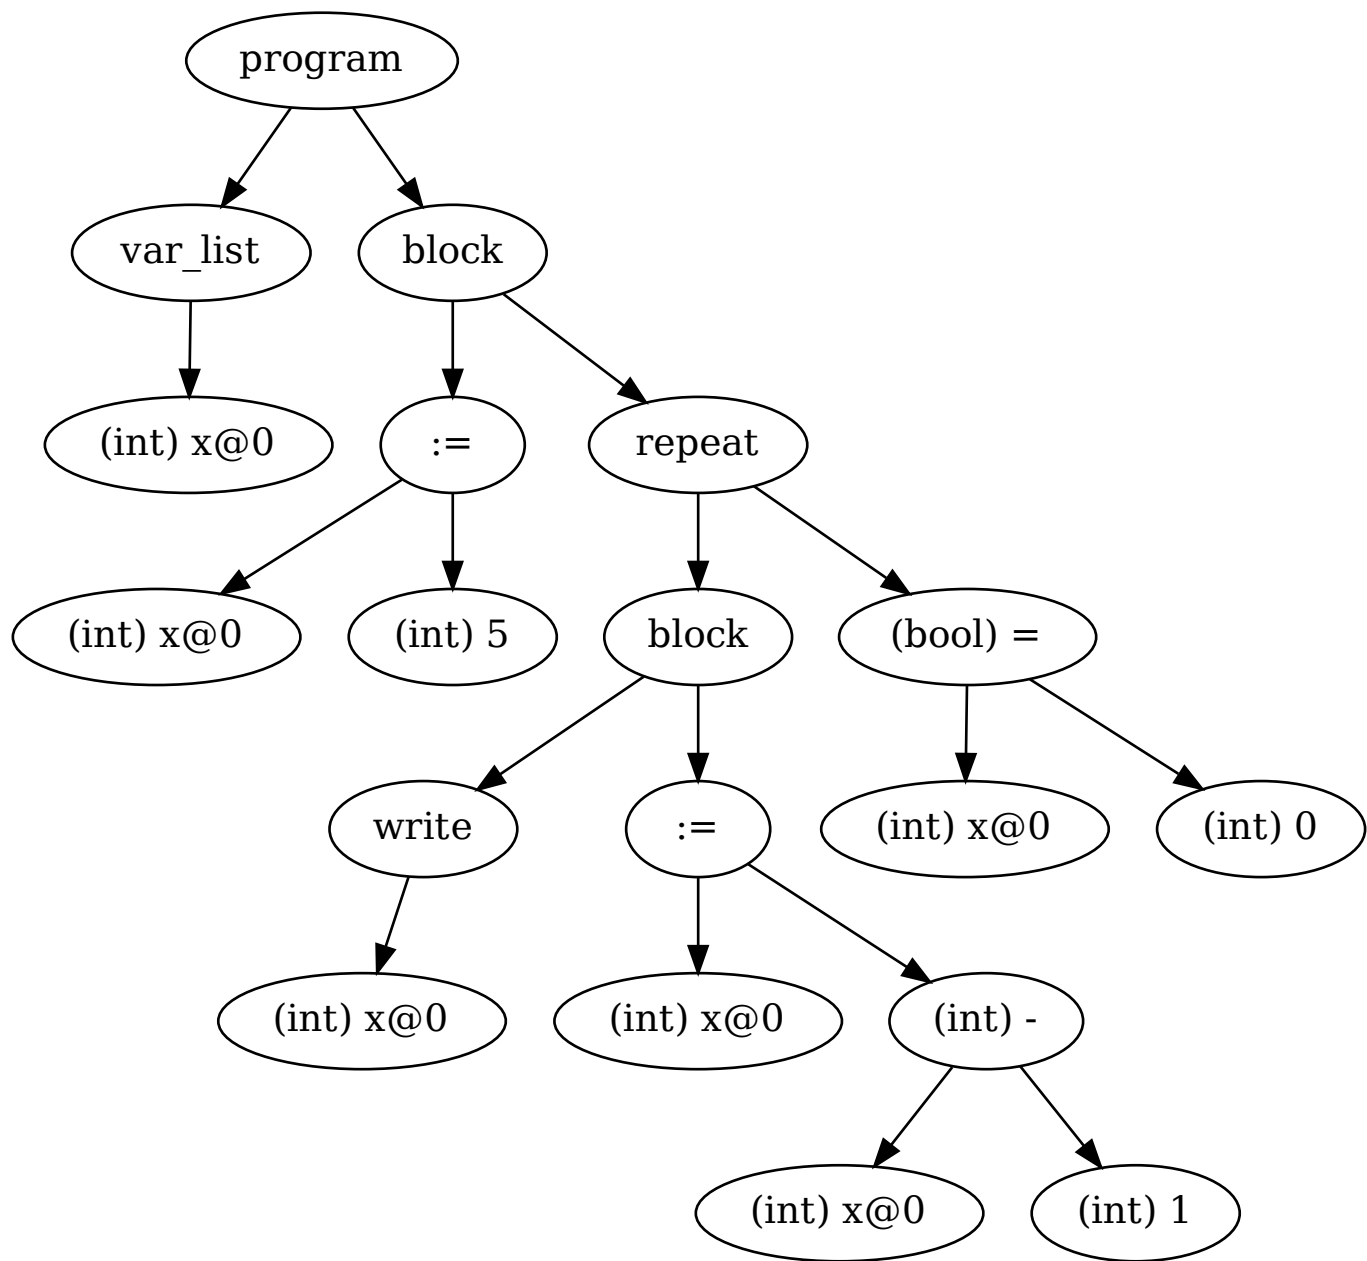 program
var_list
block
(int) x@0
:=
repeat
(int) x@0
(int) 5
block
(bool) =
write
:=
(int) x@0
(int) 0
(int) x@0
(int) x@0
(int) -
(int) x@0
(int) 1